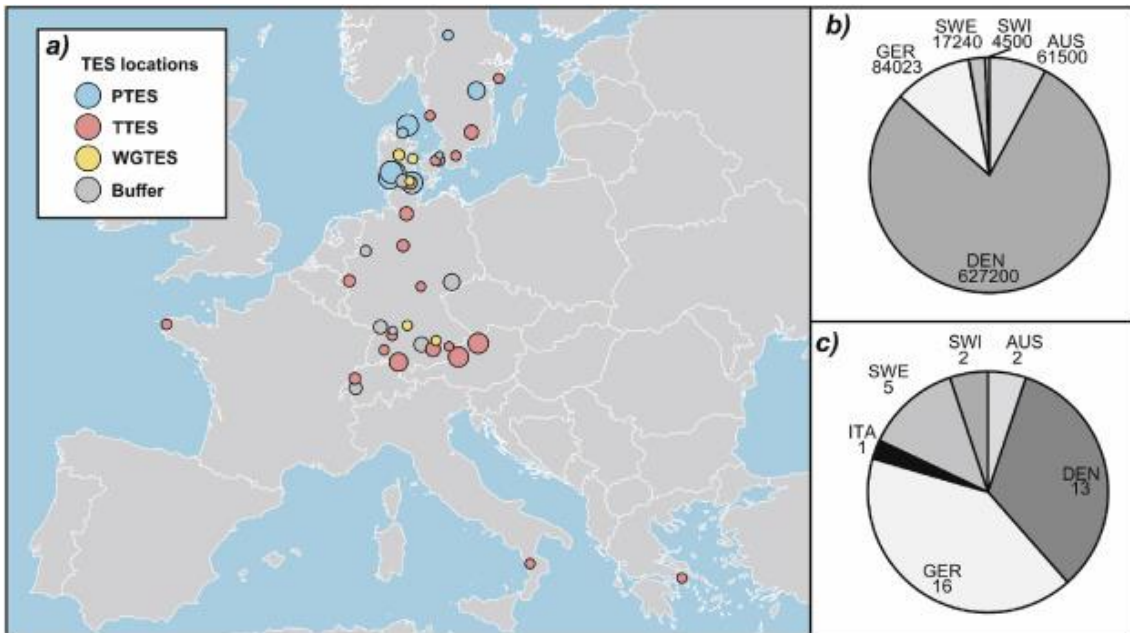 a)
TES locations
PTES
TTES
WGTES
Buffer
b)
SWE
17240
SWI
4500
AUS
61500
GER
84023
DEN
627200
c)
SWI
2
AUS
2
SWE
5
ITA
1
DEN
13
GER
16